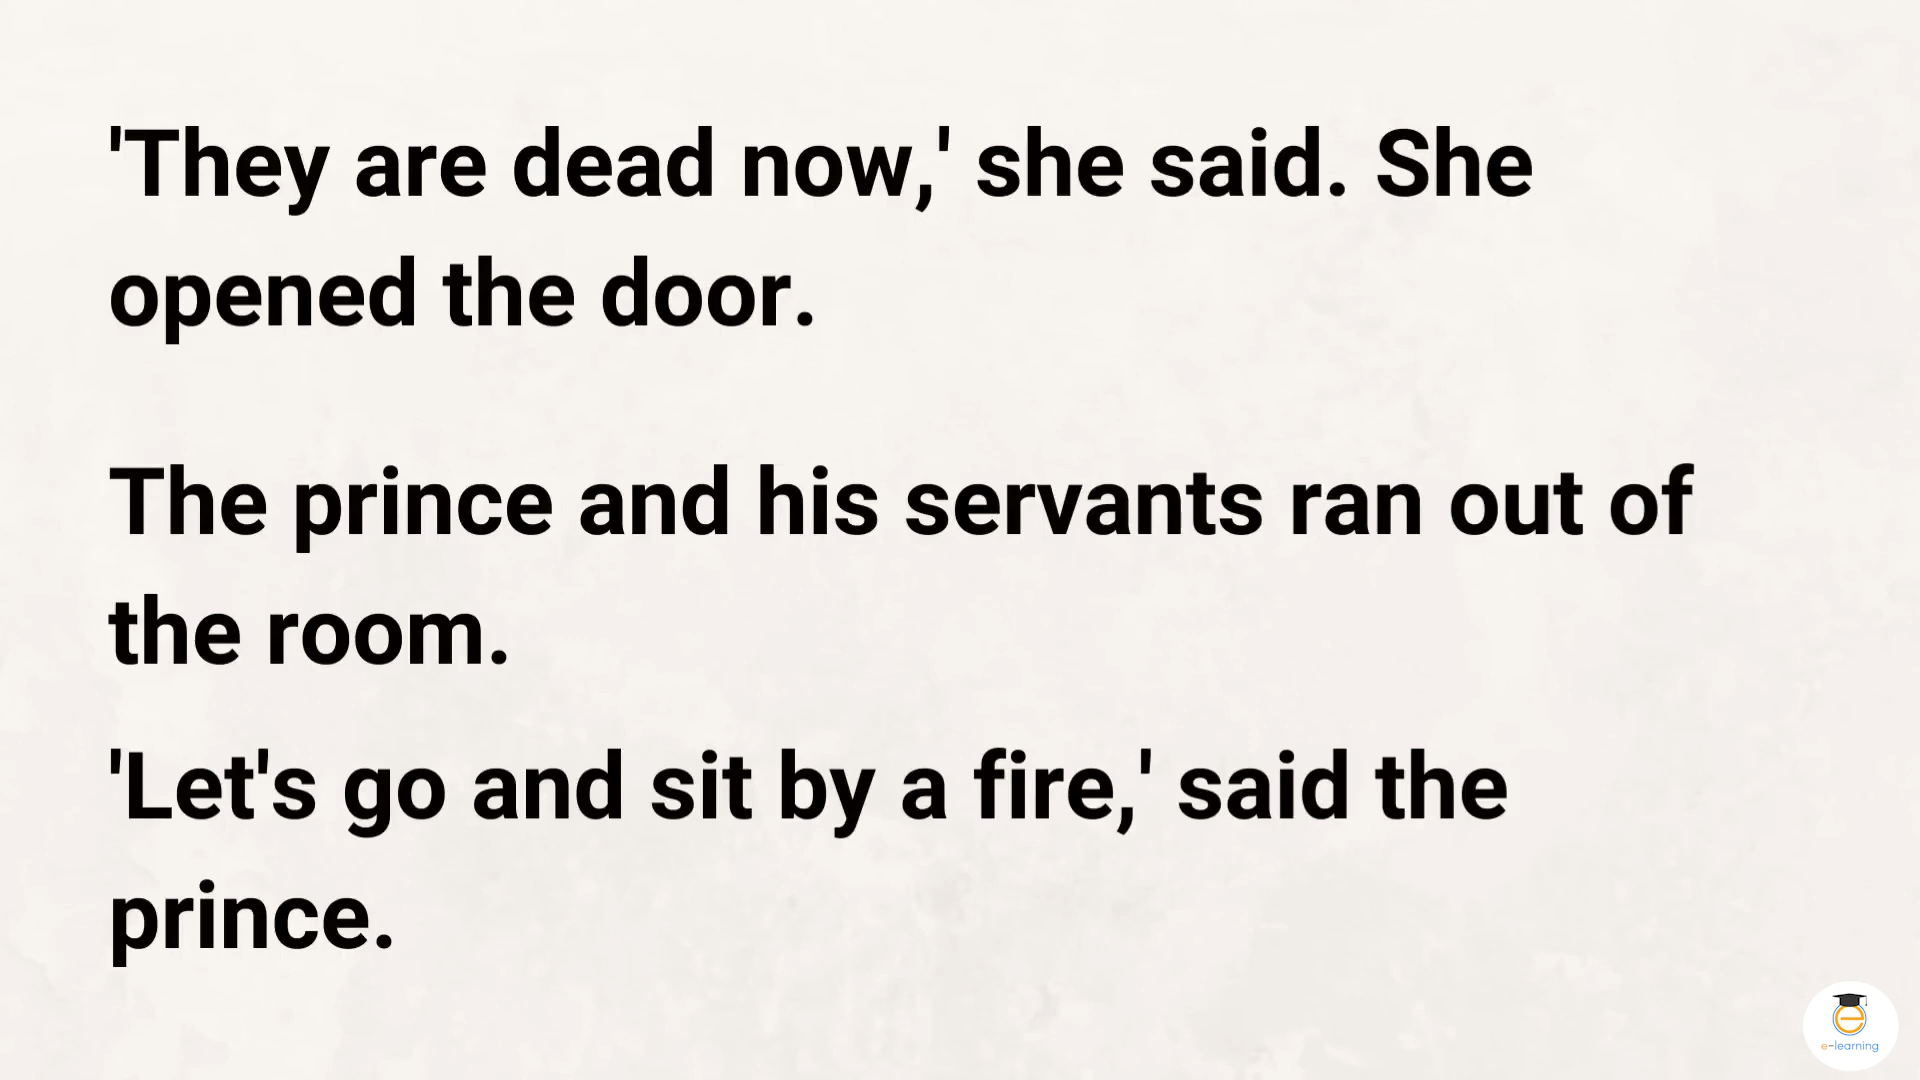 'They are dead now,' she said. She
opened the door.
The prince and his servants ran out of
the room.
'Let's go and sit by a fire,' said the
prince.
e-learning